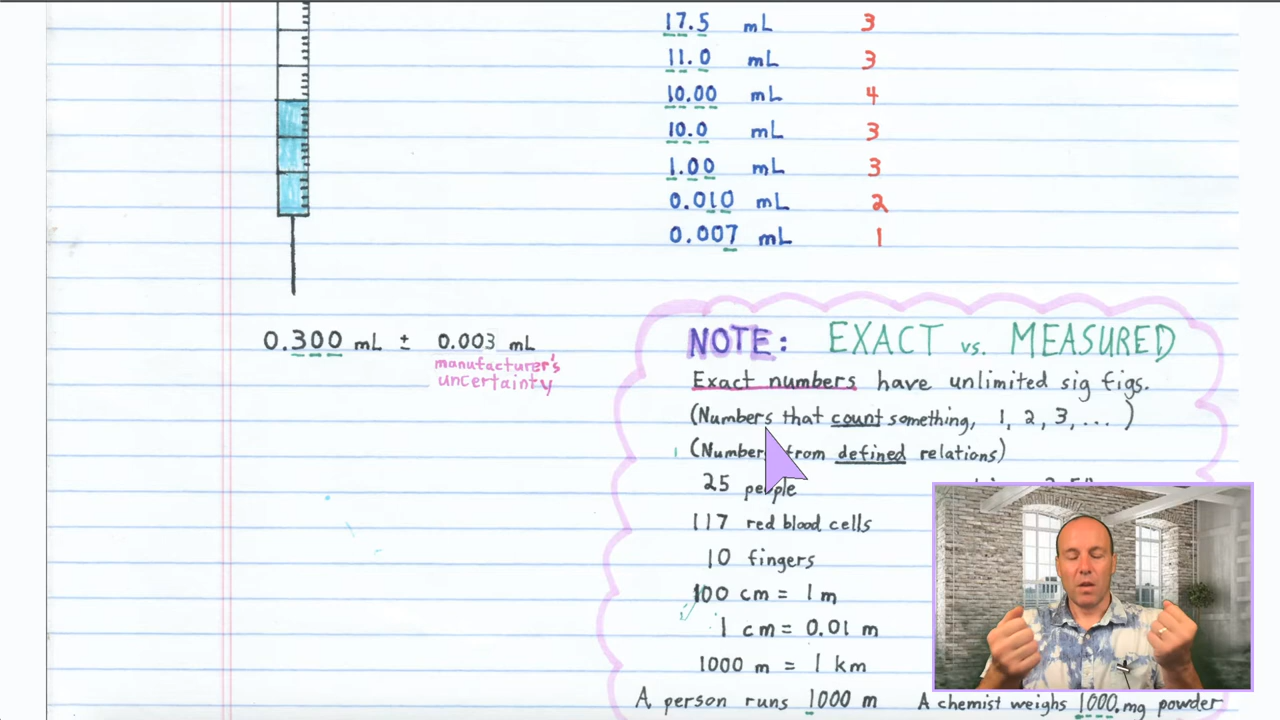 17.5 mL 3
11.0 mL 3
10.00 mL 4
10.0 mL 3
1.00 mL 3
0.010 mL 2
0.007 mL 1
0.300 mL ± 0.003 mL
manufacturer's
uncertainty
NOTE: EXACT vs. MEASURED
Exact numbers have unlimited sig figs.
(Numbers that count something, 1, 2, 3, ... )
(Numbers from defined relations)
25 people
117 red blood cells
10 fingers
100 cm = 1 m
1 cm = 0.01 m
1000 m = 1 km
A person runs 1000 m
A chemist weighs 1000. mg powder